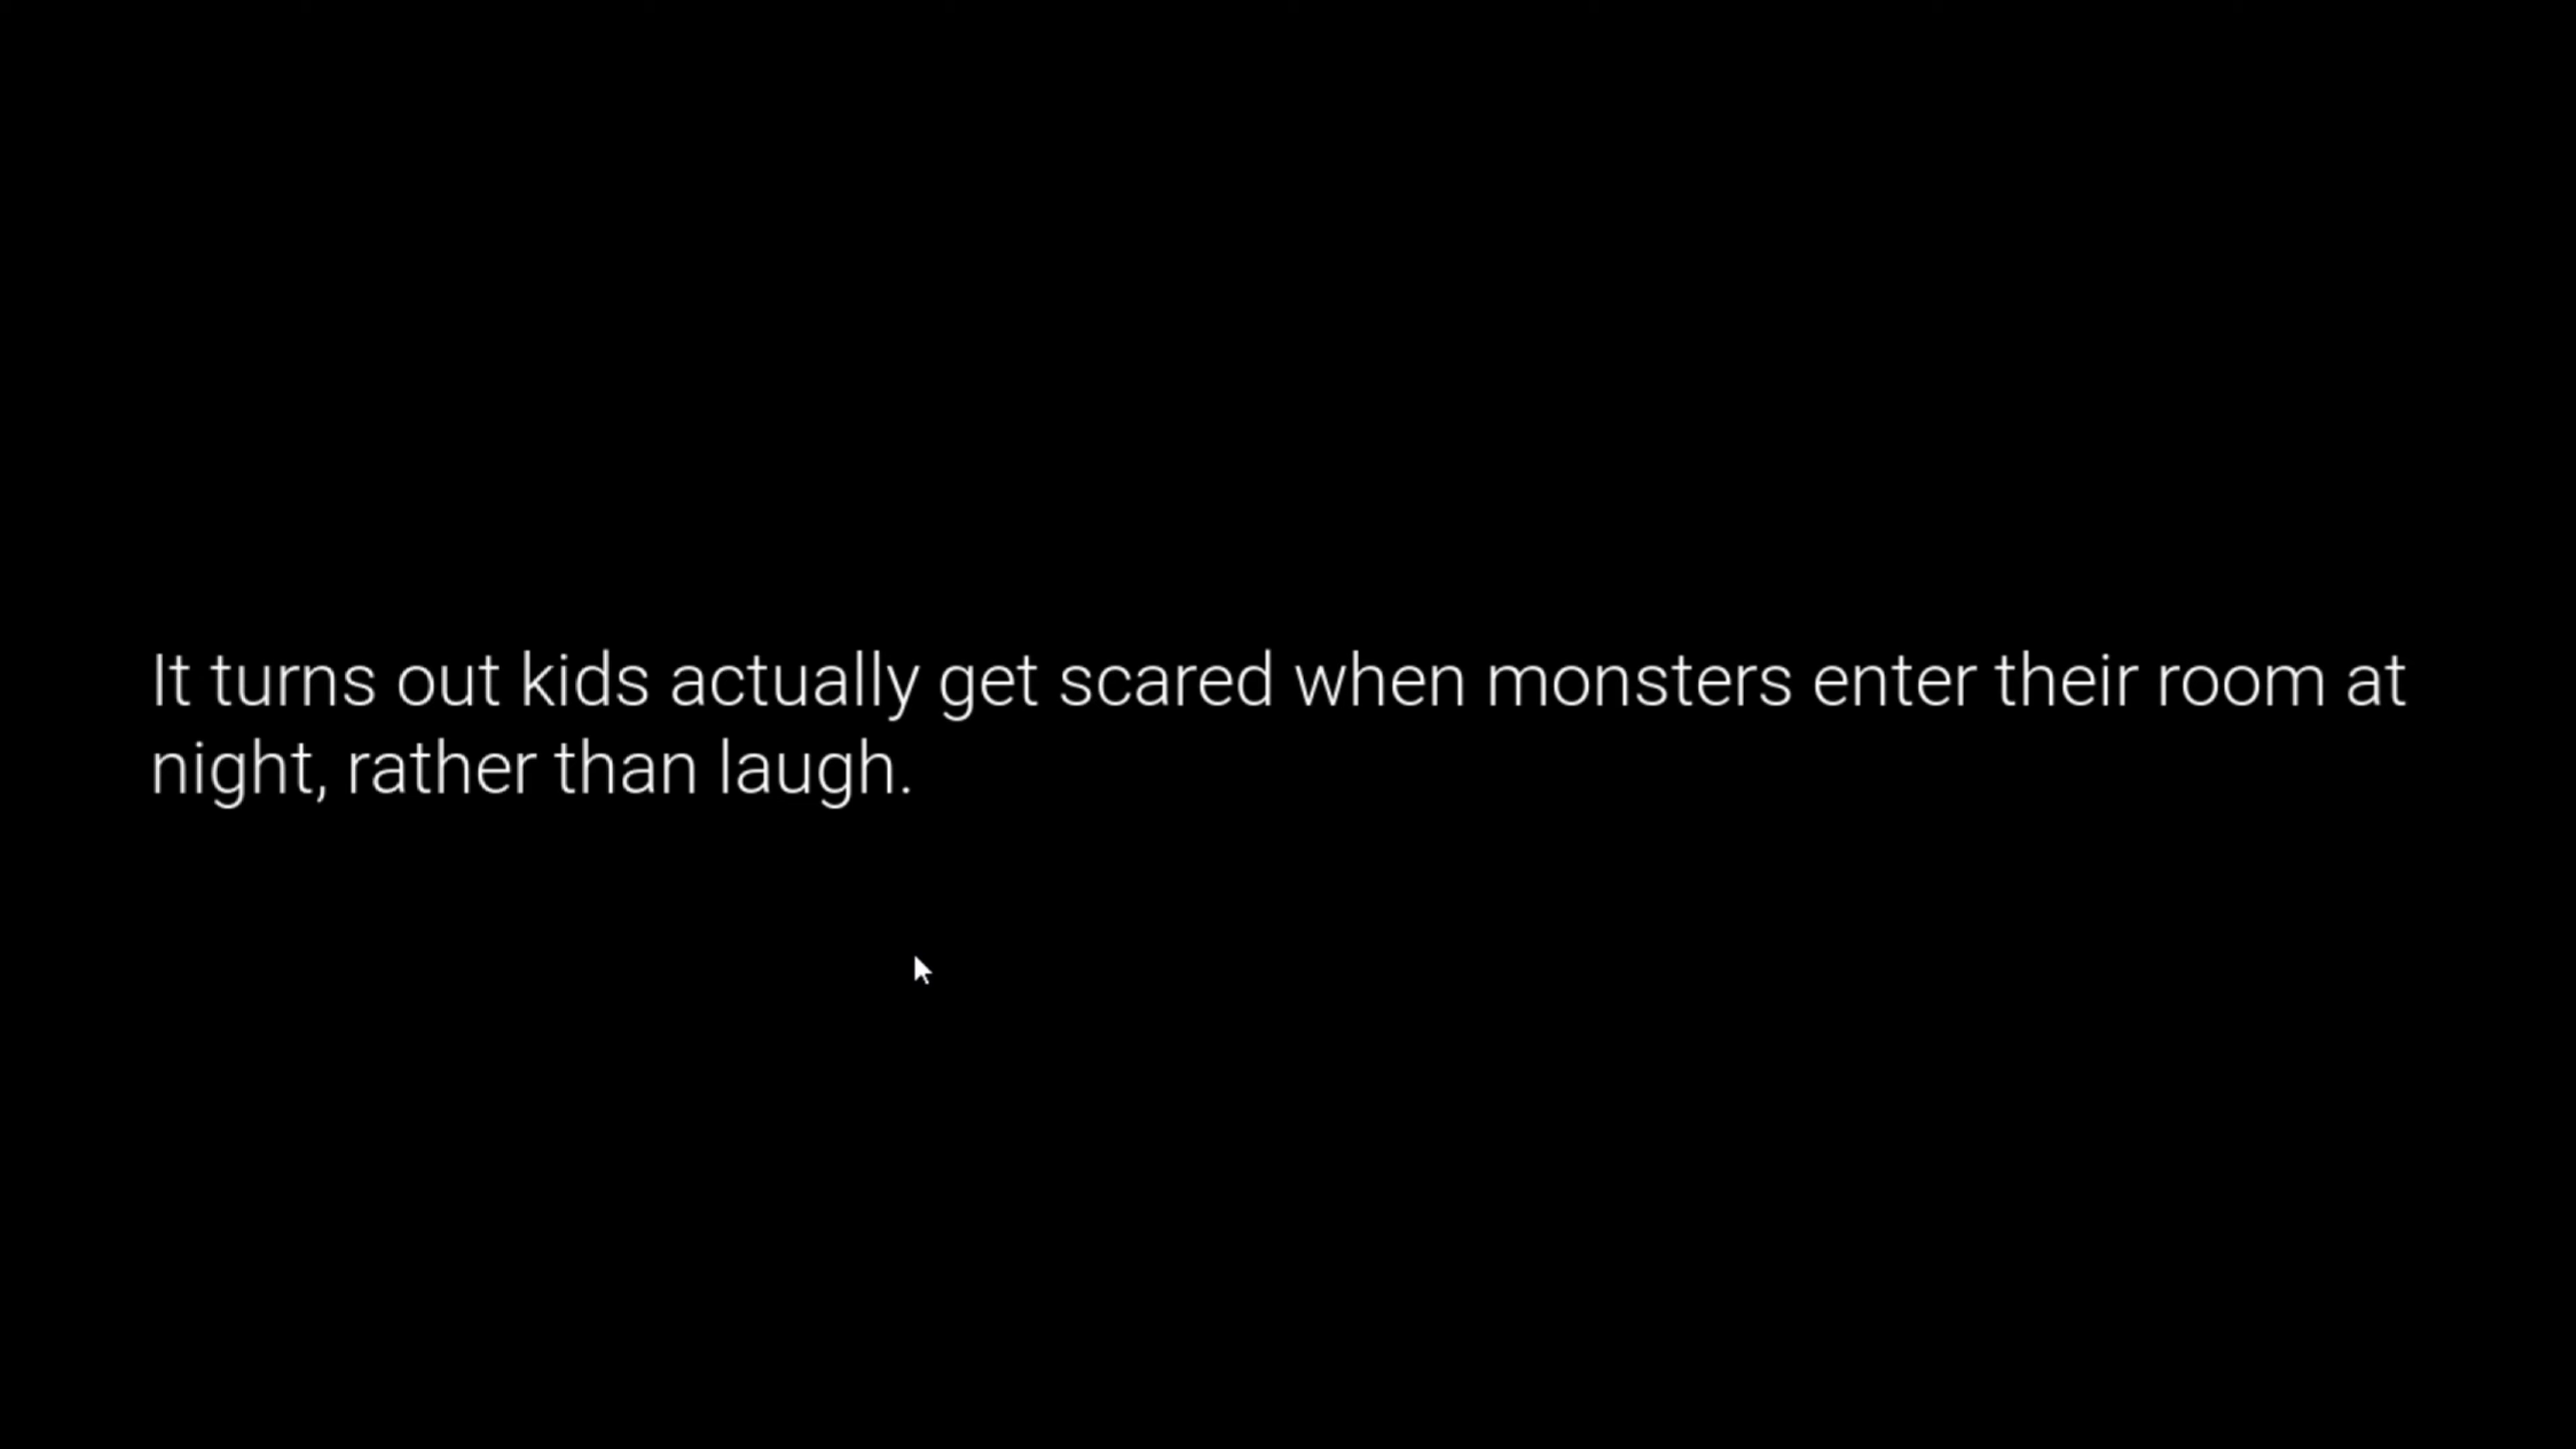 It turns out kids actually get scared when monsters enter their room at
night, rather than laugh.